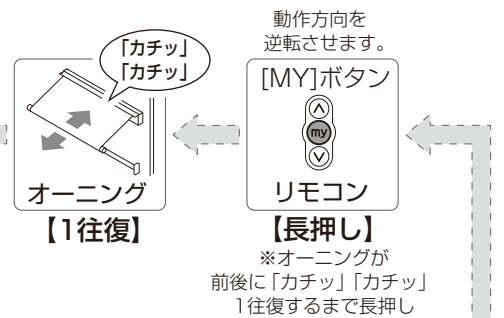 「カチッ」
「カチッ」
オーニング
【1往復】
動作方向を
逆転させます。
[MY]ボタン
my
リモコン
【長押し】
※オーニングが
前後に「カチッ」「カチッ」
1往復するまで長押し